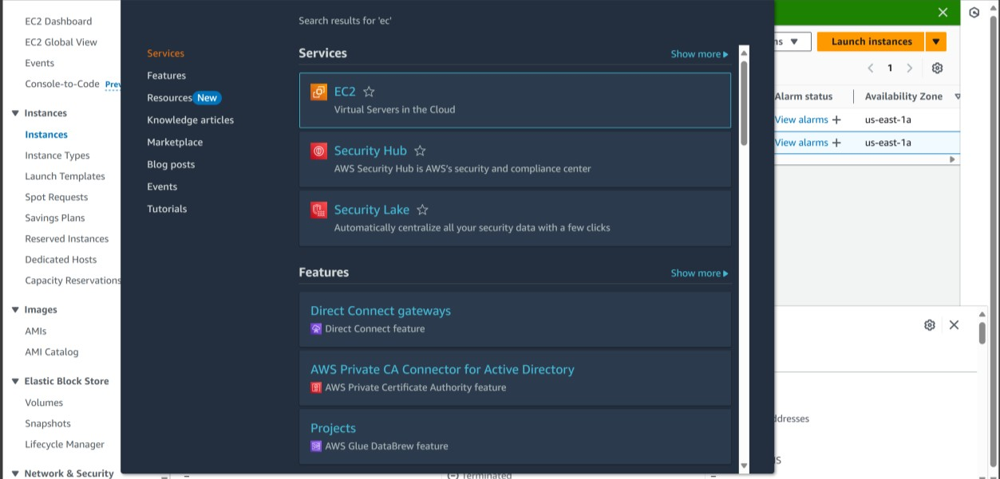 EC2 Dashboard
EC2 Global View
Events
Console-to-Code Prev
Instances
Instances
Instance Types
Launch Templates
Spot Requests
Savings Plans
Reserved Instances
Dedicated Hosts
Capacity Reservations
Images
AMIs
AMI Catalog
Elastic Block Store
Volumes
Snapshots
Lifecycle Manager
Network & Security
Services
Features
Resources New
Knowledge articles
Marketplace
Blog posts
Events
Tutorials
Search results for 'ec'
Services Show more
EC2
Virtual Servers in the Cloud
Security Hub
AWS Security Hub is AWS's security and compliance center
Security Lake
Automatically centralize all your security data with a few clicks
Features Show more
Direct Connect gateways
Direct Connect feature
AWS Private CA Connector for Active Directory
AWS Private Certificate Authority feature
Projects
AWS Glue DataBrew feature
Launch instances
1
Alarm status Availability Zone
View alarms + us-east-1a
View alarms + us-east-1a
ddresses
Terminated